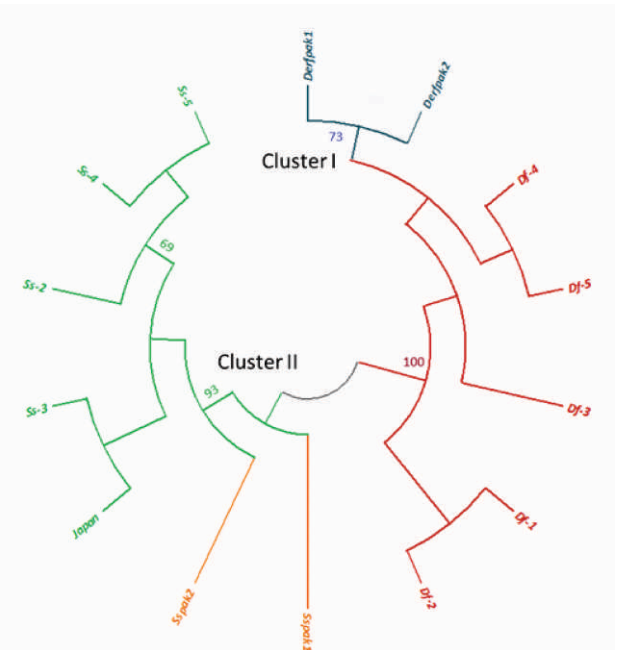 Derfpak1
Derfpak2
73
Cluster I
Ss-5
Ss-4
Df-4
69
Ss-2
Df-5
Cluster II
100
93
Ss-3
Df-3
Japan
Df-1
Df-2
Sspak2
Sspak1